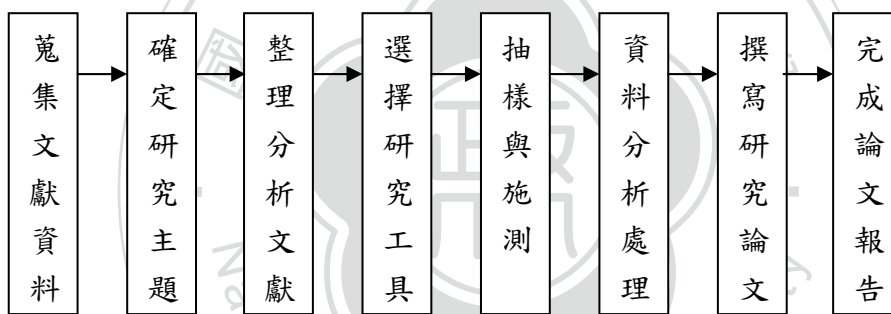 蒐集文獻資料
確定研究主題
整理分析文獻
選擇研究工具
抽樣與施測
資料分析處理
撰寫研究論文
完成論文報告